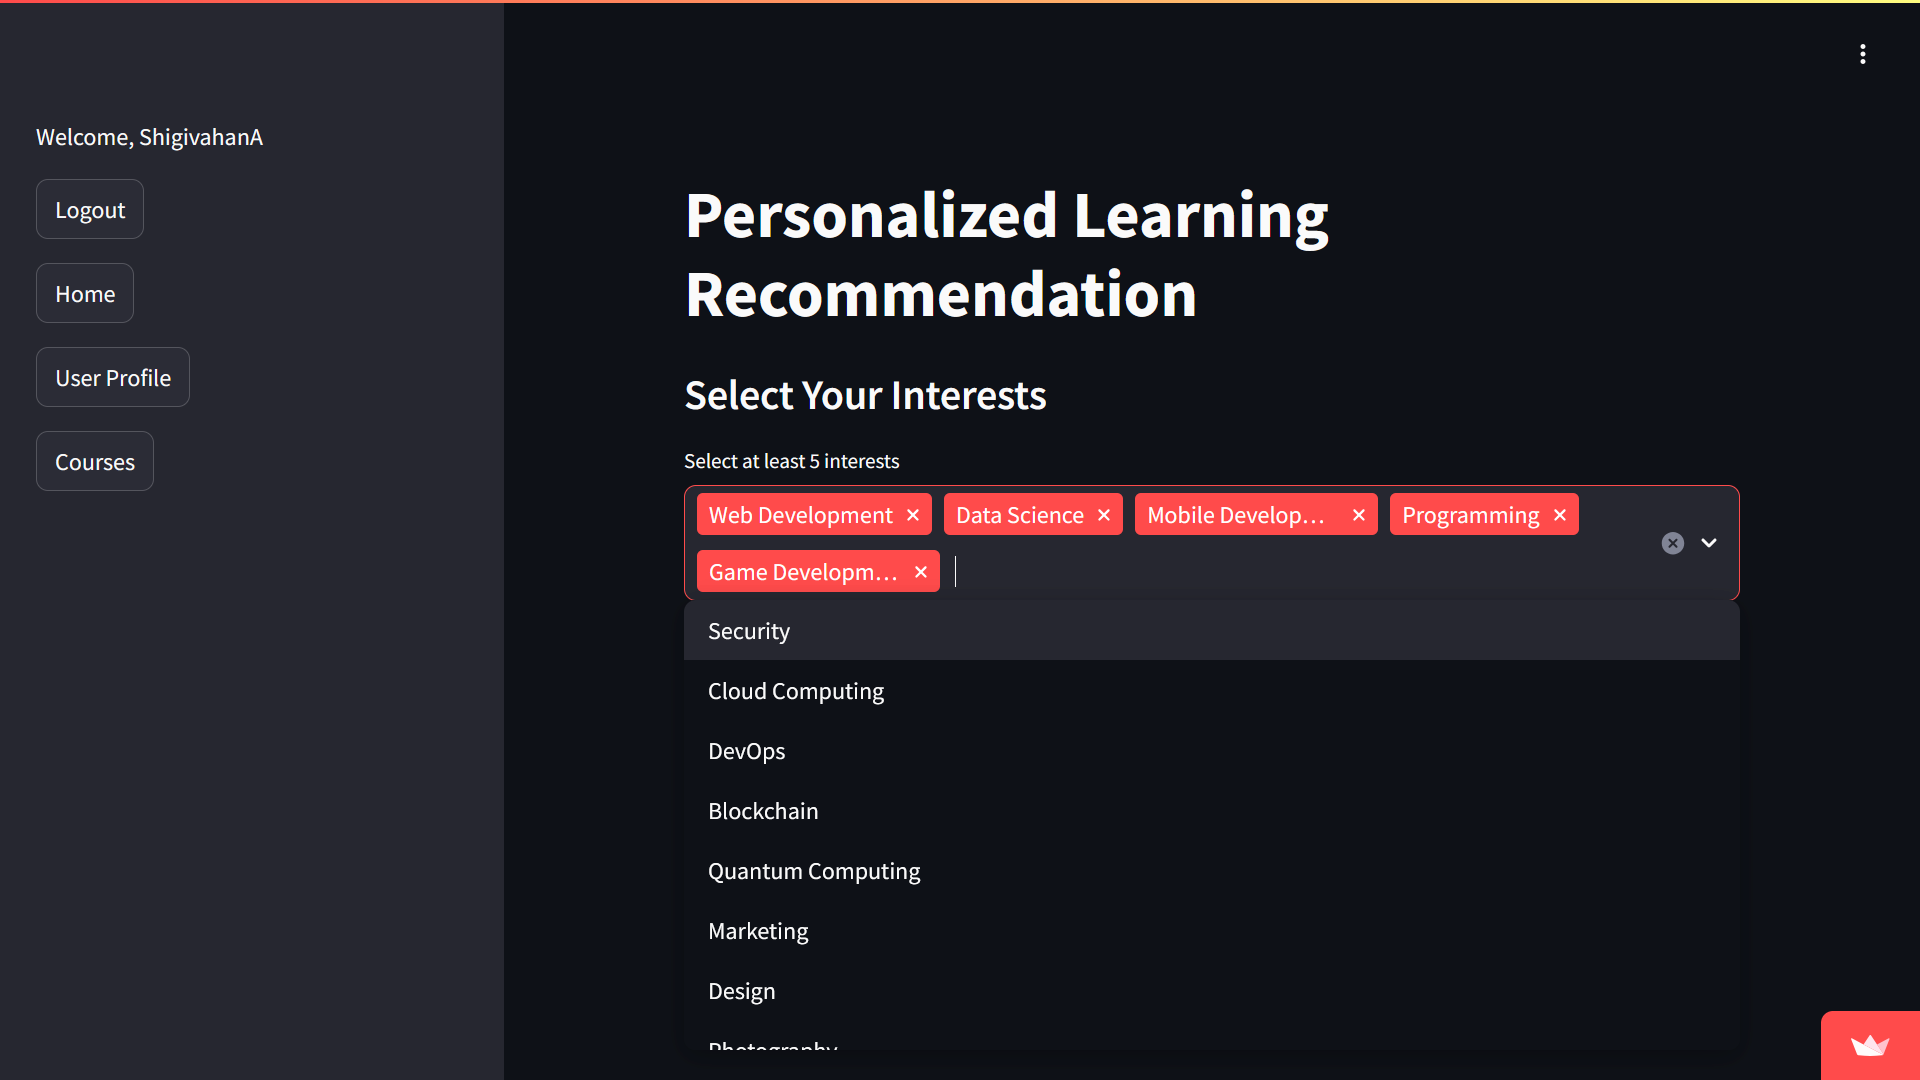 Welcome, ShigivahanA
Logout
Home
User Profile
Courses
Personalized Learning
Recommendation
Select Your Interests
Select at least 5 interests
Web Development Data Science Mobile Develop... Programming
Game Developm...
Security
Cloud Computing
DevOps
Blockchain
Quantum Computing
Marketing
Design
Photography